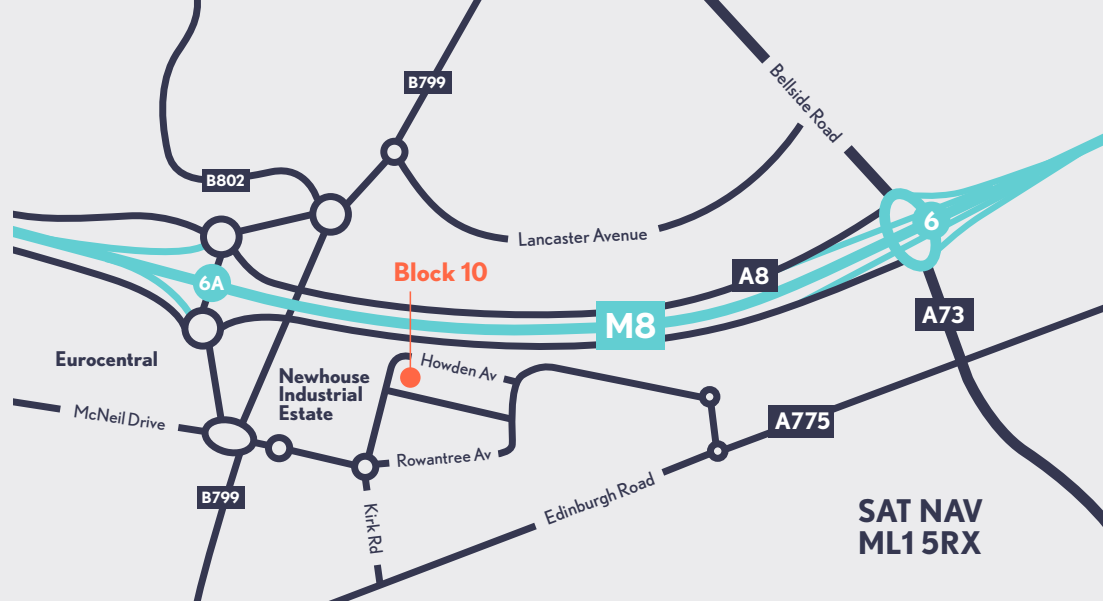 B799
Bellside Road
B802
Lancaster Avenue
6
Block 10
A8
6A
A73
M8
Eurocentral
Howden Av
Newhouse
Industrial
Estate
McNeil Drive
A775
Rowantree Av
B799
Edinburgh Road
Kirk Rd
SAT NAV
ML1 5RX